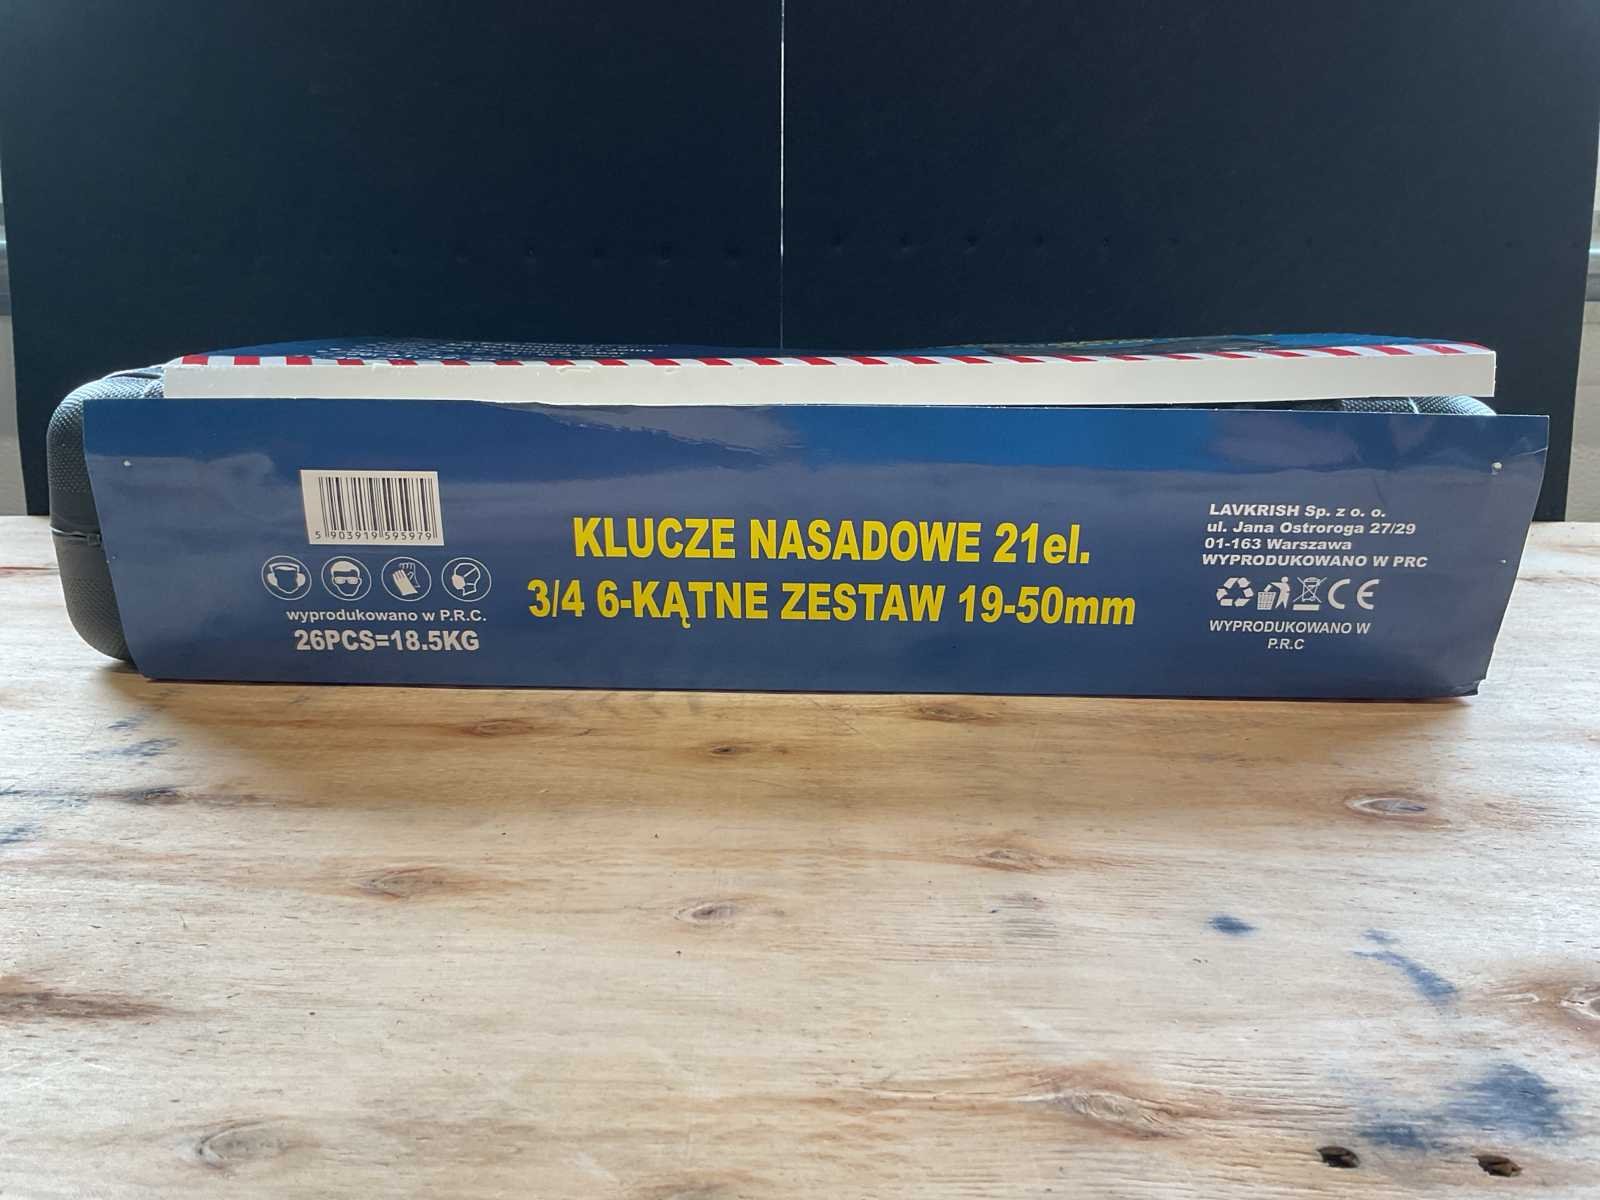 5 903919 595979
wyprodukowano w P.R.C.
26PCS=18.5KG
KLUCZE NASADOWE 21el.
3/4 6-KĄTNE ZESTAW 19-50mm
LAVKRISH Sp. z o. o.
ul. Jana Ostroroga 27/29
01-163 Warszawa
WYPRODUKOWANO W PRC
CE
WYPRODUKOWANO W
P.R.C